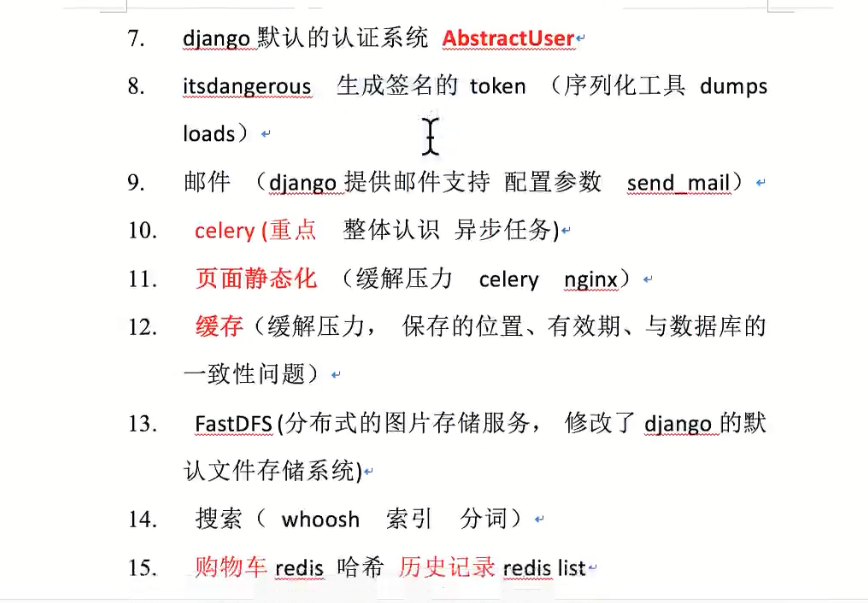 7. django 默认的认证系统 AbstractUser
8. itsdangerous 生成签名的 token （序列化工具 dumps
loads）
9. 邮件 （django 提供邮件支持 配置参数 send_mail）
10. celery (重点 整体认识 异步任务)
11. 页面静态化 （缓解压力 celery nginx）
12. 缓存（缓解压力， 保存的位置、有效期、与数据库的
一致性问题）
13. FastDFS (分布式的图片存储服务， 修改了 django 的默
认文件存储系统)
14. 搜索（ whoosh 索引 分词）
15. 购物车 redis 哈希 历史记录 redis list